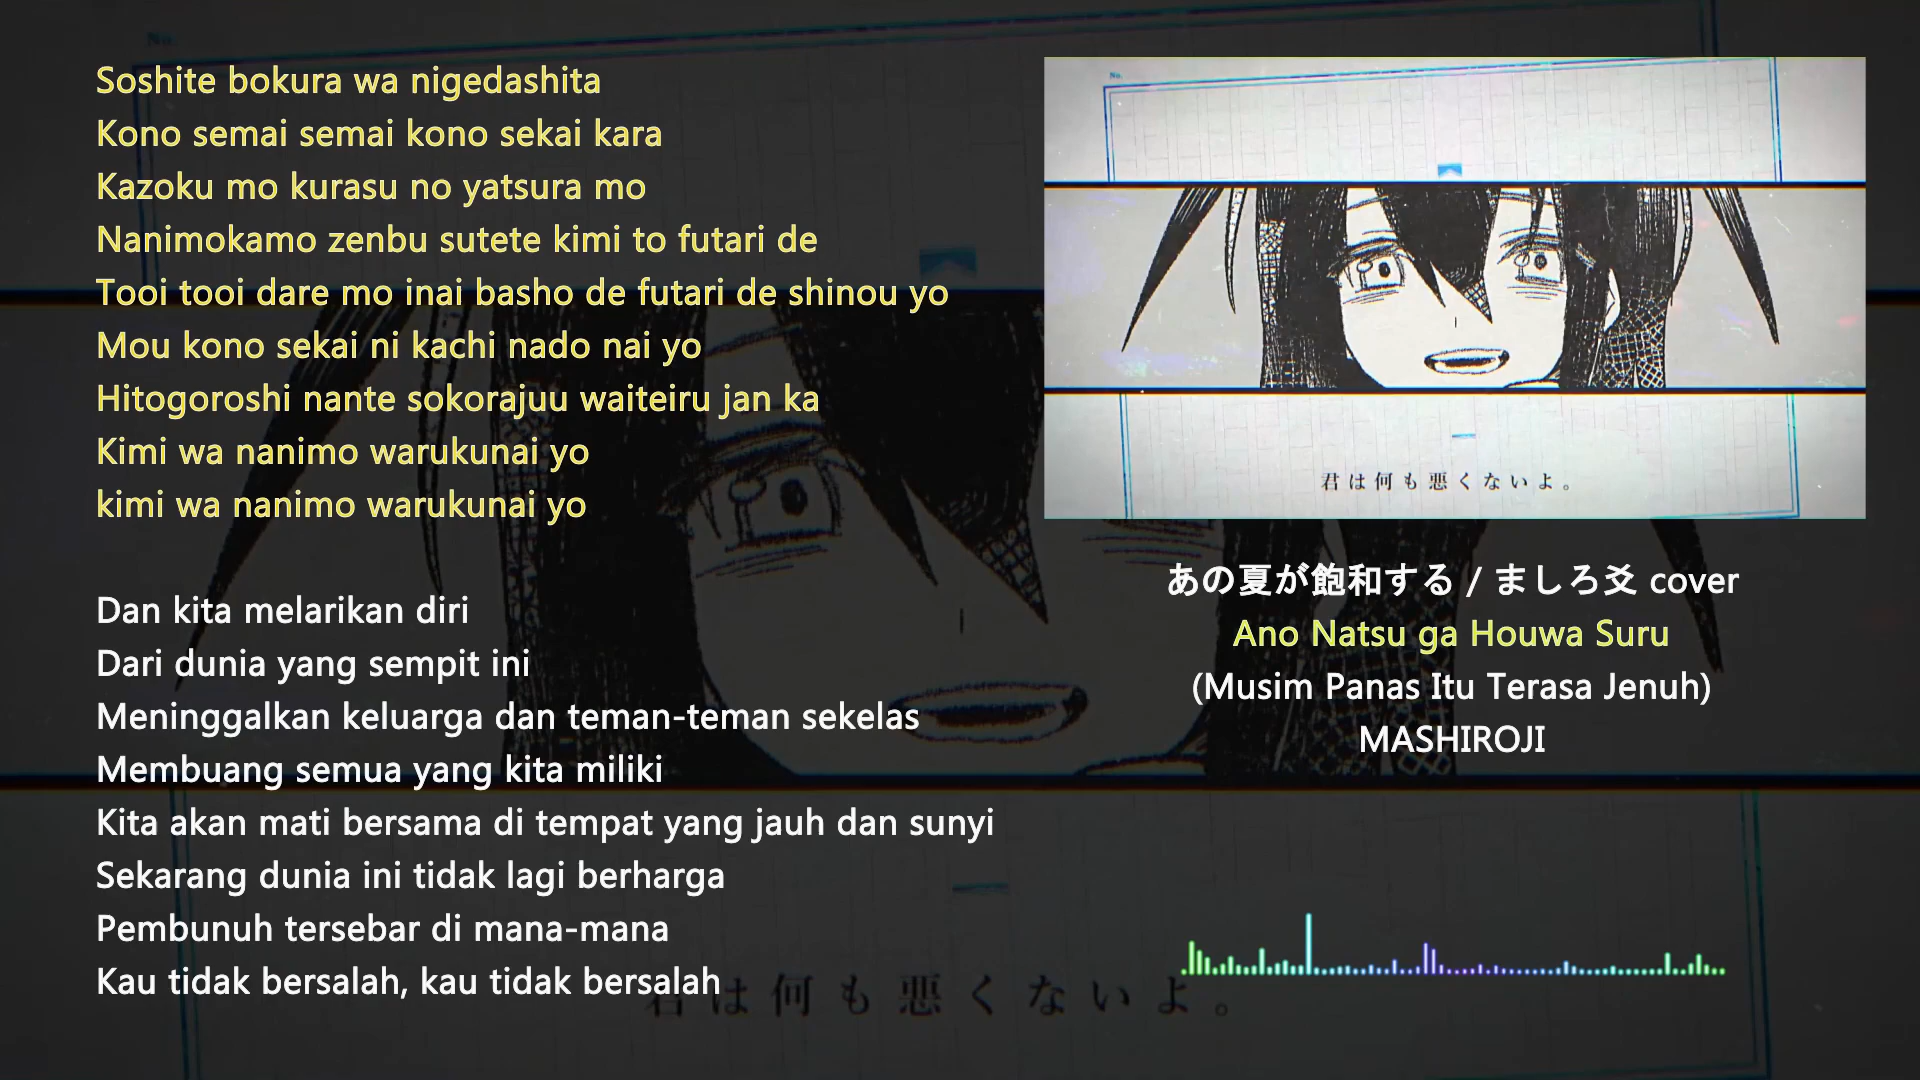 Soshite bokura wa nigedashita
Kono semai semai kono sekai kara
Kazoku mo kurasu no yatsura mo
Nanimokamo zenbu sutete kimi to futari de
Tooi tooi dare mo inai basho de futari de shinou yo
Mou kono sekai ni kachi nado nai yo
Hitogoroshi nante sokorajuu waiteiru jan ka
Kimi wa nanimo warukunai yo
kimi wa nanimo warukunai yo
Dan kita melarikan diri
Dari dunia yang sempit ini
Meninggalkan keluarga dan teman-teman sekelas
Membuang semua yang kita miliki
Kita akan mati bersama di tempat yang jauh dan sunyi
Sekarang dunia ini tidak lagi berharga
Pembunuh tersebar di mana-mana
Kau tidak bersalah, kau tidak bersalah
No.
君は何も悪くないよ。
あの夏が飽和する / ましろ爻 cover
Ano Natsu ga Houwa Suru
(Musim Panas Itu Terasa Jenuh)
MASHIROJI
No.
君は何も悪くないよ。